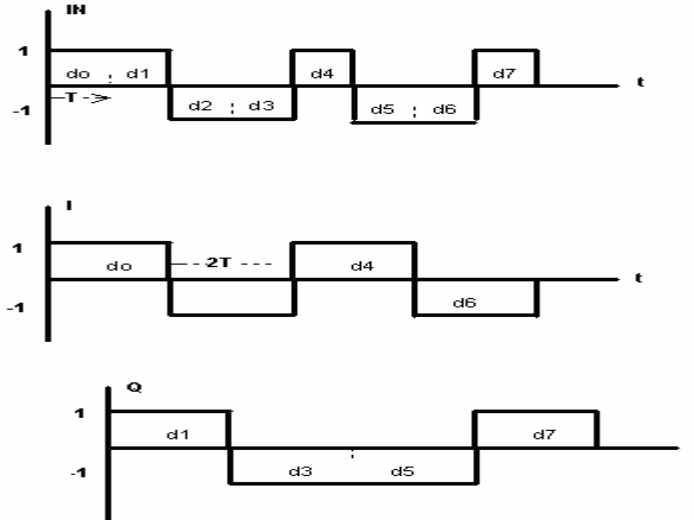 IN
1
do d1 d4 d7 t
T
-1 d2 d3 d5 d6
I
1
do 2T d4
t
-1 d6
Q
1
d1 d7
-1 d3 d5